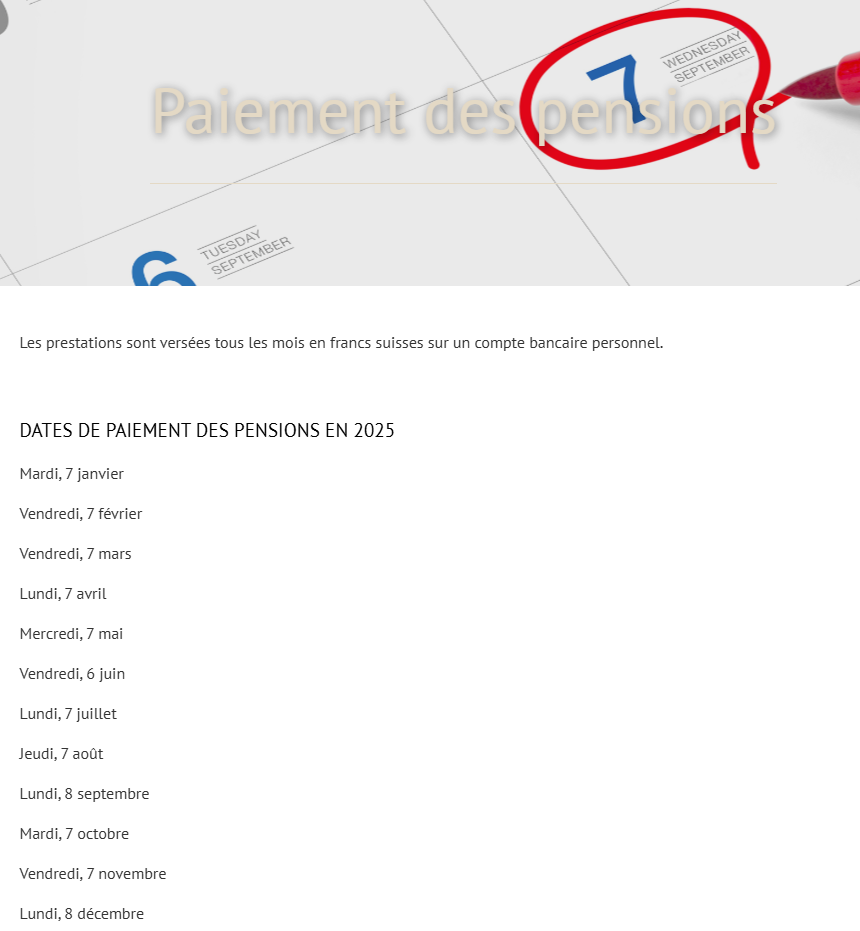 7
WEDNESDAY
SEPTEMBER
Paiement des pensions
6
TUESDAY
SEPTEMBER
Les prestations sont versées tous les mois en francs suisses sur un compte bancaire personnel.
DATES DE PAIEMENT DES PENSIONS EN 2025
Mardi, 7 janvier
Vendredi, 7 février
Vendredi, 7 mars
Lundi, 7 avril
Mercredi, 7 mai
Vendredi, 6 juin
Lundi, 7 juillet
Jeudi, 7 août
Lundi, 8 septembre
Mardi, 7 octobre
Vendredi, 7 novembre
Lundi, 8 décembre